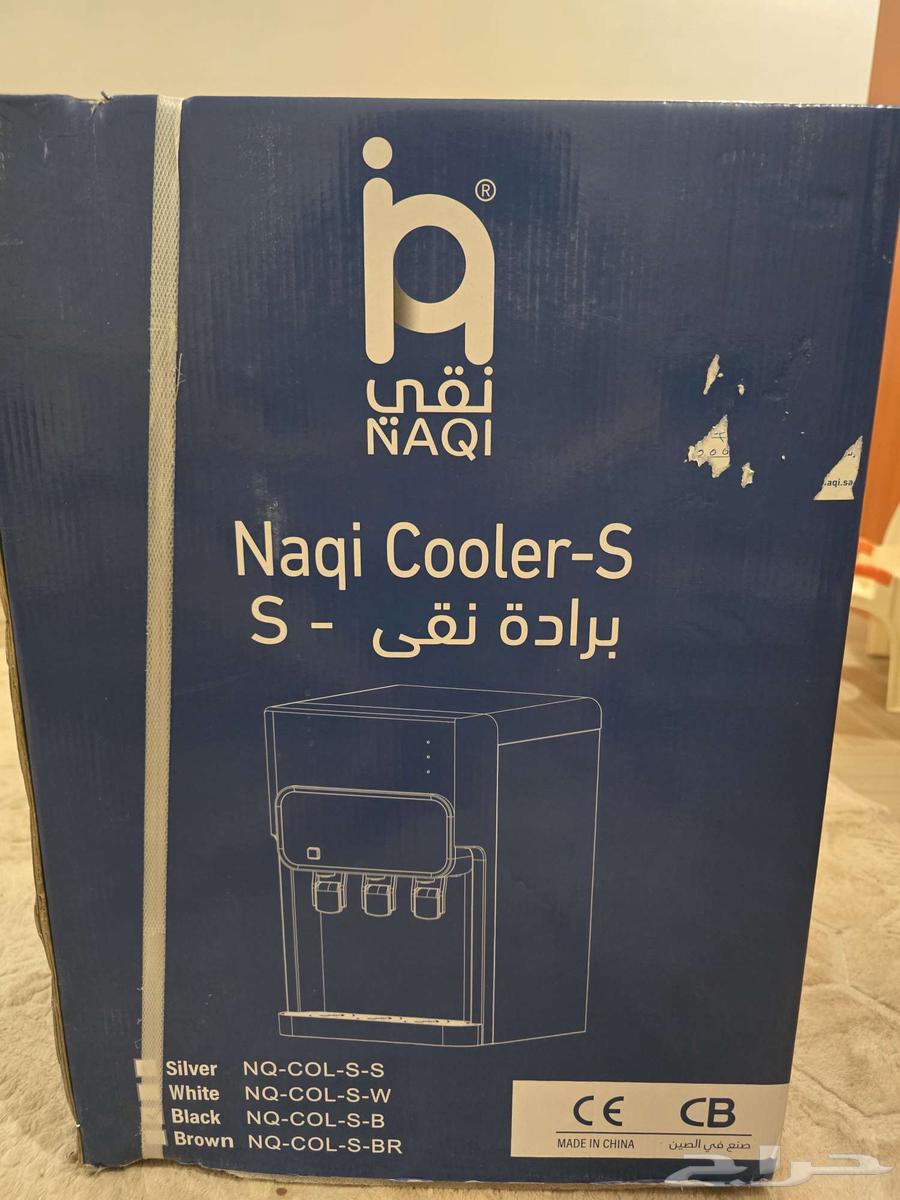 ®
نقي
NAQI
Naqi Cooler-S
برادة نقى - S
aqi.sa
Silver NQ-COL-S-S
White NQ-COL-S-W
Black NQ-COL-S-B
Brown NQ-COL-S-BR
CE CB
MADE IN CHINA صنع في الصين
حراج